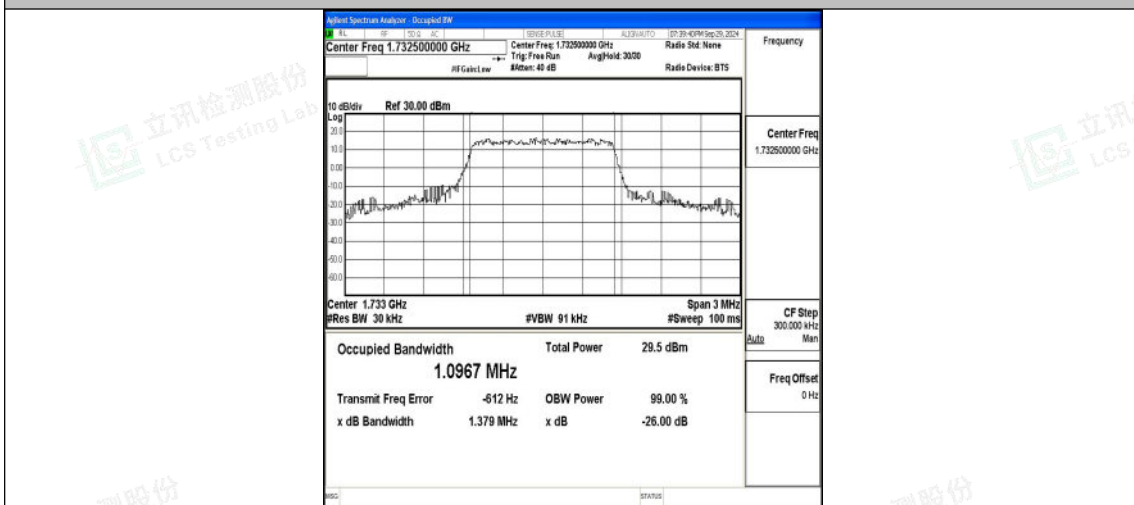 Agilent Spectrum Analyzer - Occupied BW
RL RF 50 Ω AC SENSE:PULSE ALIGNAUTO 07:39:40PM Sep 29, 2024
Center Freq 1.732500000 GHz
Center Freq: 1.732500000 GHz
Radio Std: None
Trig: Free Run Avg|Hold: 30/30
#IFGain:Low
#Atten: 40 dB
Radio Device: BTS
Frequency
10 dB/div Ref 30.00 dBm
Log
20.0
10.0
0.00
-10.0
-20.0
-30.0
-40.0
-50.0
-60.0
Center 1.733 GHz
Span 3 MHz
#Res BW 30 kHz
#VBW 91 kHz
#Sweep 100 ms
Occupied Bandwidth
Total Power 29.5 dBm
1.0967 MHz
Transmit Freq Error -612 Hz
OBW Power 99.00 %
x dB Bandwidth 1.379 MHz
x dB -26.00 dB
Center Freq
1.732500000 GHz
CF Step
300.000 kHz
Auto Man
Freq Offset
0 Hz
MSG
STATUS
立讯检测股份
LCS Testing Lab
立讯
LCS
测股份
测股份